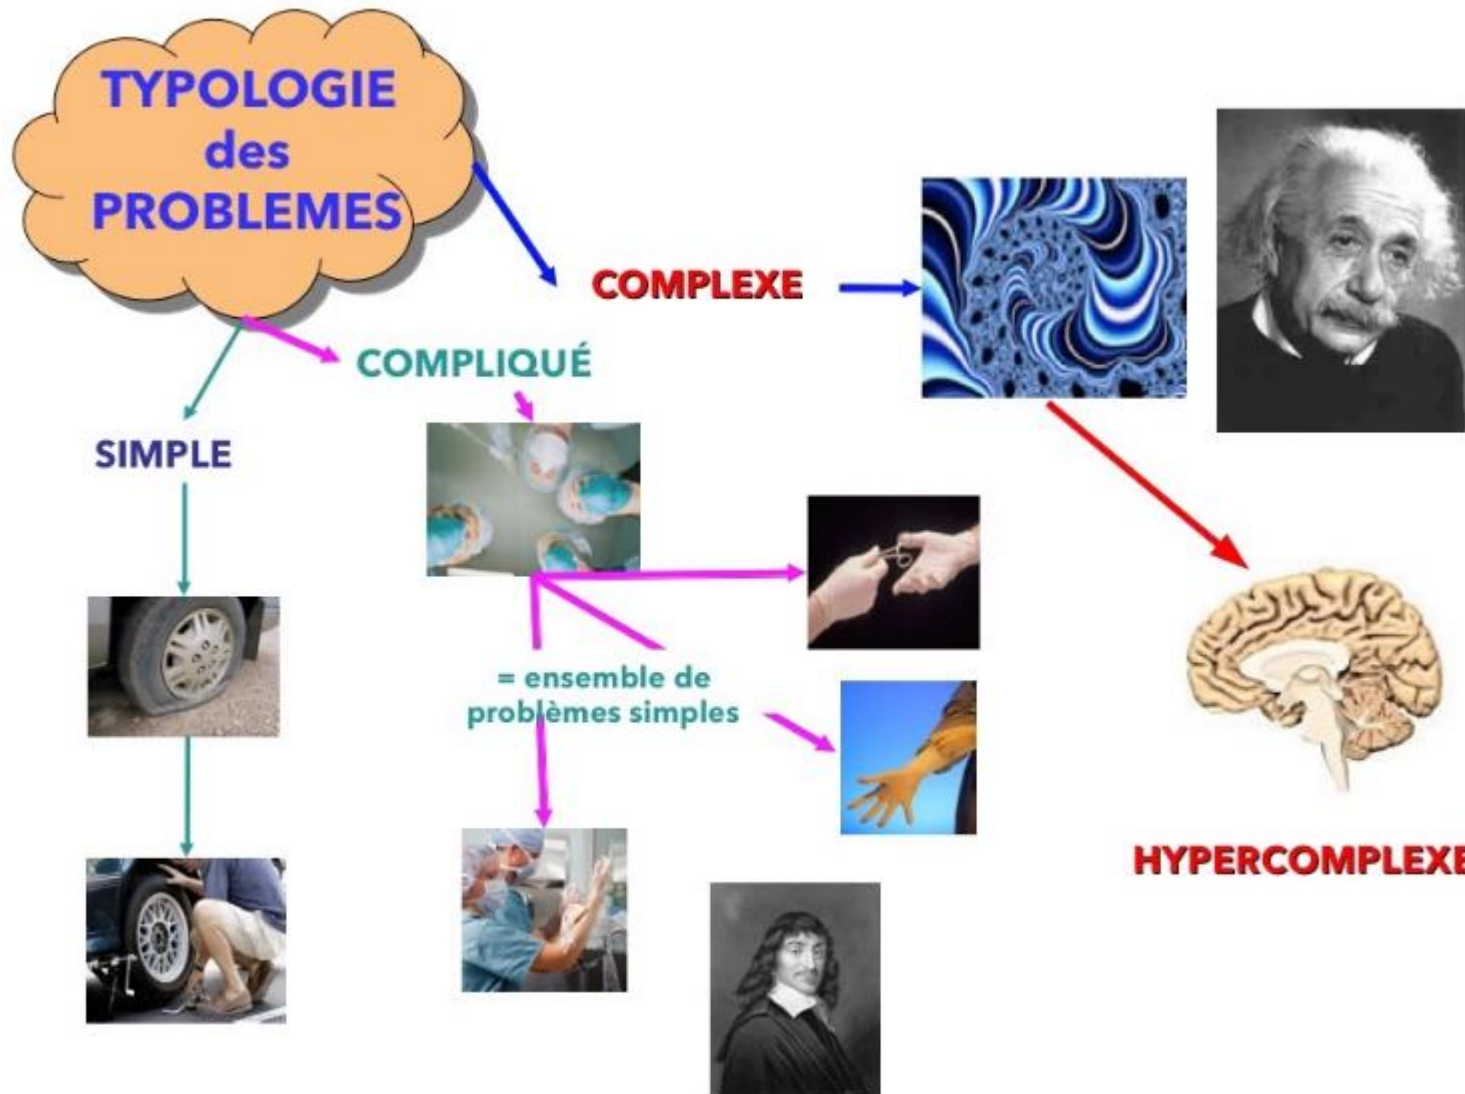 TYPOLOGIE
des
PROBLEMES
COMPLEXE
COMPLIQUÉ
SIMPLE
= ensemble de
problèmes simples
HYPERCOMPLEXE